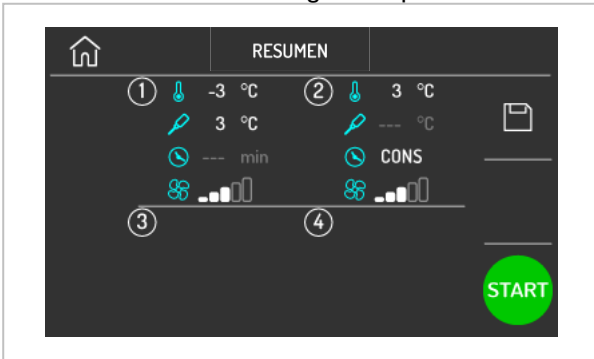 RESUMEN
1 -3 °C 2 3 °C
3 °C --- °C
--- min CONS
3 4
START